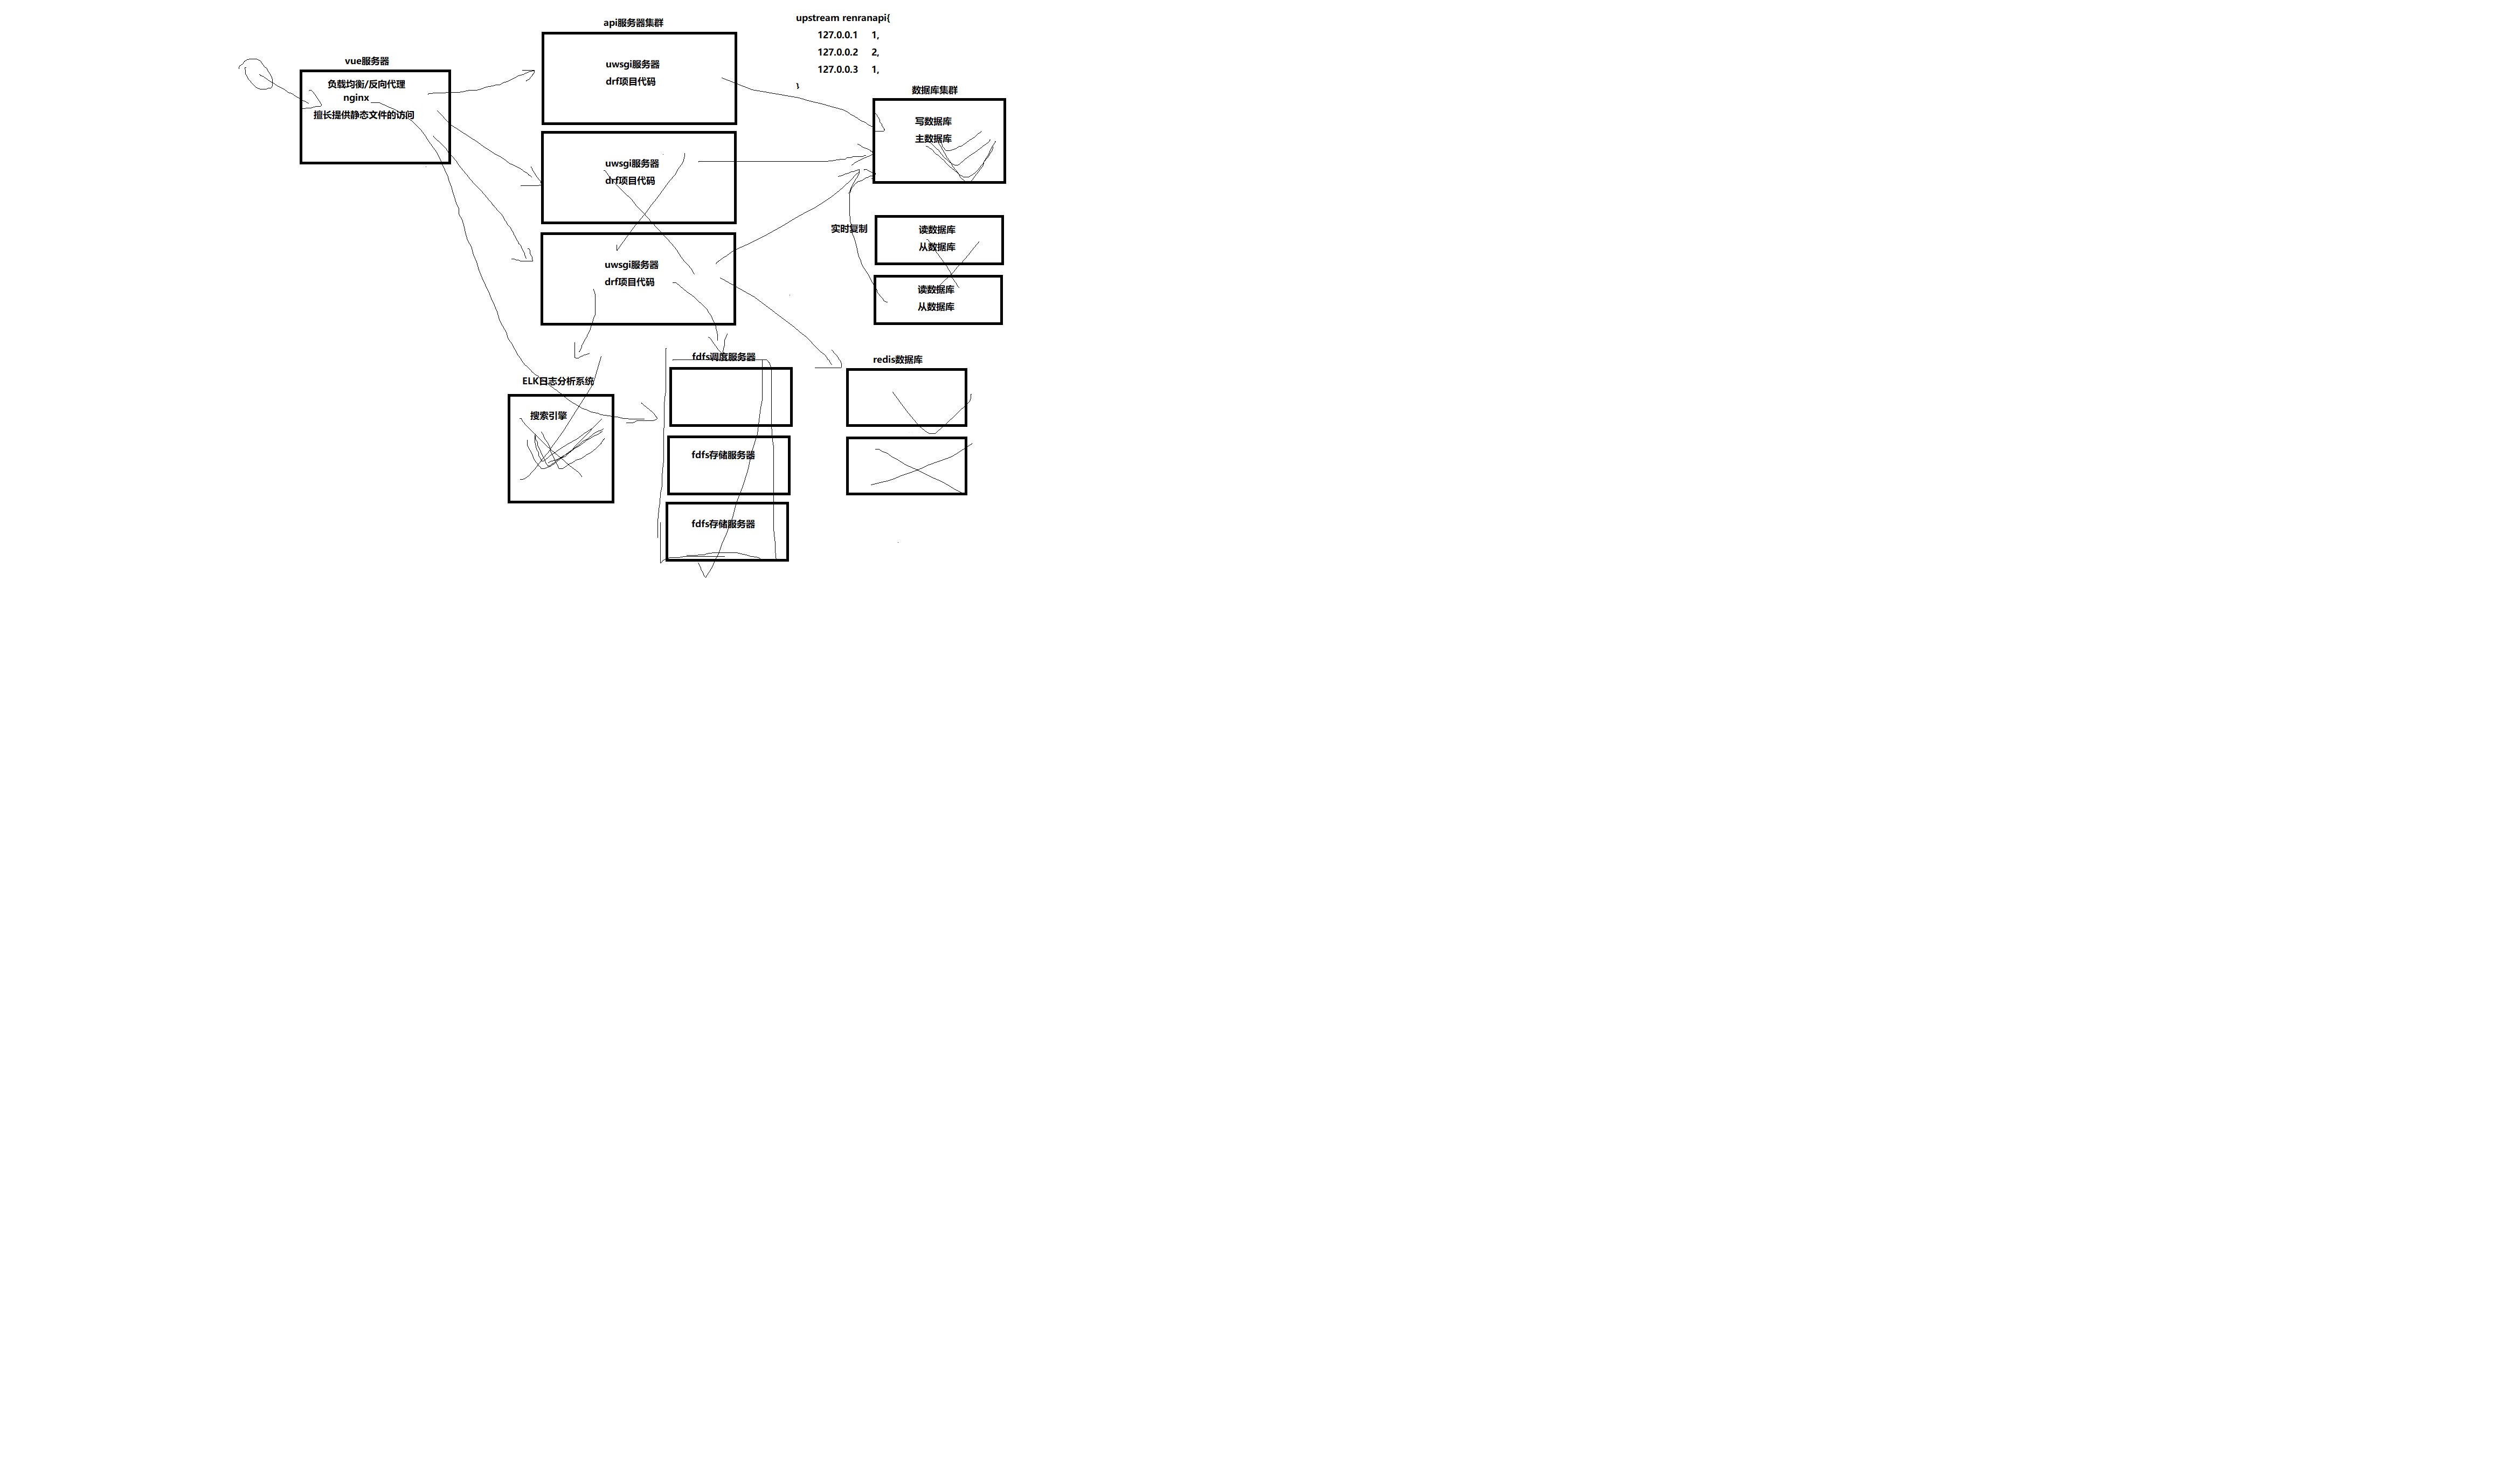 api服务器集群
upstream renranapi{
127.0.0.1 1,
127.0.0.2 2,
127.0.0.3 1,
}
vue服务器
负载均衡/反向代理
nginx
擅长提供静态文件的访问
uwsgi服务器
drf项目代码
uwsgi服务器
drf项目代码
uwsgi服务器
drf项目代码
数据库集群
写数据库
主数据库
实时复制
读数据库
从数据库
读数据库
从数据库
ELK日志分析系统
搜索引擎
fdfs调度服务器
fdfs存储服务器
fdfs存储服务器
redis数据库